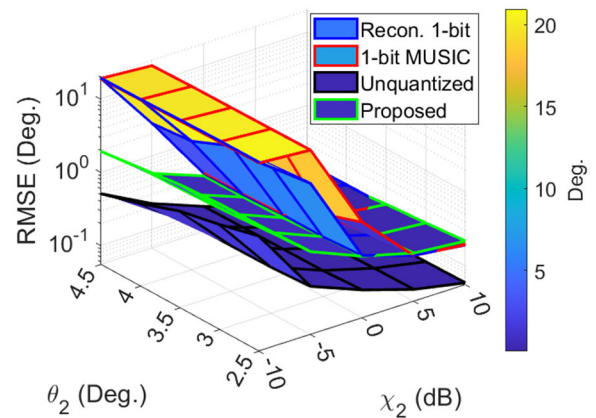 Recon. 1-bit
1-bit MUSIC
Unquantized
Proposed
RMSE (Deg.)
10¹
10⁰
10⁻¹
4.5
4
3.5
3
2.5
θ₂ (Deg.)
-10
-5
0
5
10
χ₂ (dB)
20
15
10
5
Deg.